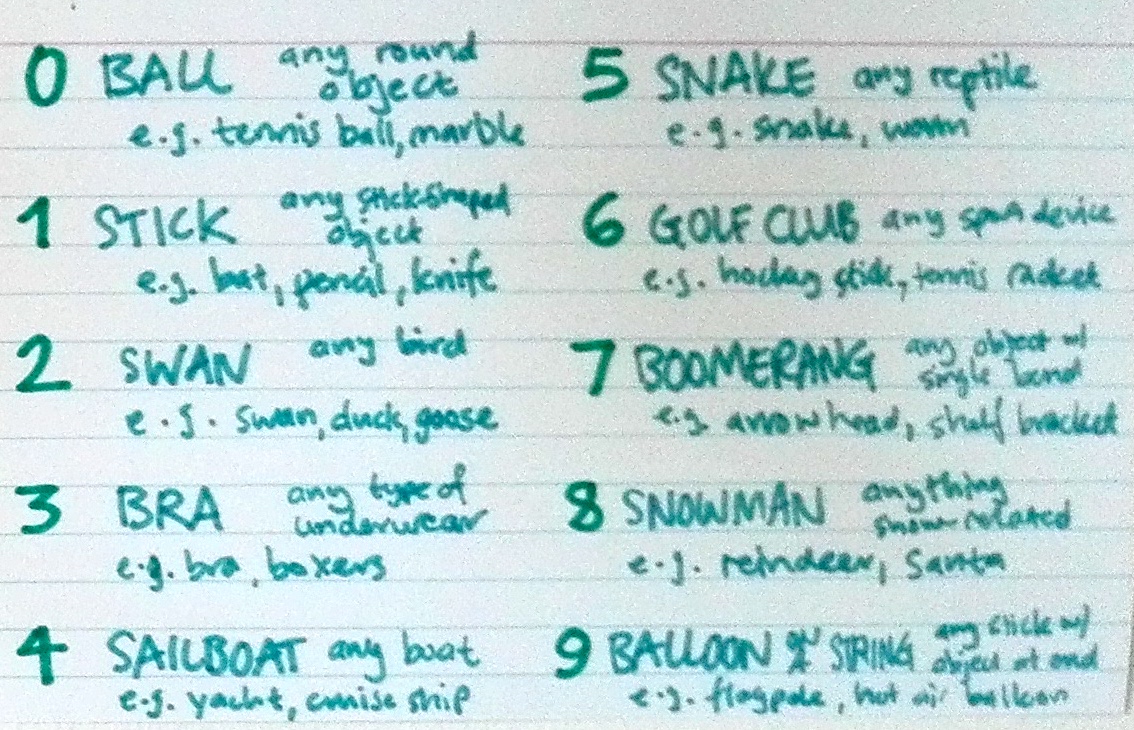 0 BALL any round
object
e.g. tennis ball, marble
1 STICK any stick-shaped
object
e.g. bat, pencil, knife
2 SWAN any bird
e.g. swan, duck, goose
3 BRA any type of
underwear
e.g. bra, boxers
4 SAILBOAT any boat
e.g. yacht, cruise ship
5 SNAKE any reptile
e.g. snake, worm
6 GOLF CLUB any sport device
e.g. hockey stick, tennis racket
7 BOOMERANG any object w/
single bend
e.g. arrowhead, shelf bracket
8 SNOWMAN anything
snow-related
e.g. reindeer, Santa
9 BALLOON ON A STRING any stick w/
object at end
e.g. flagpole, hot air balloon